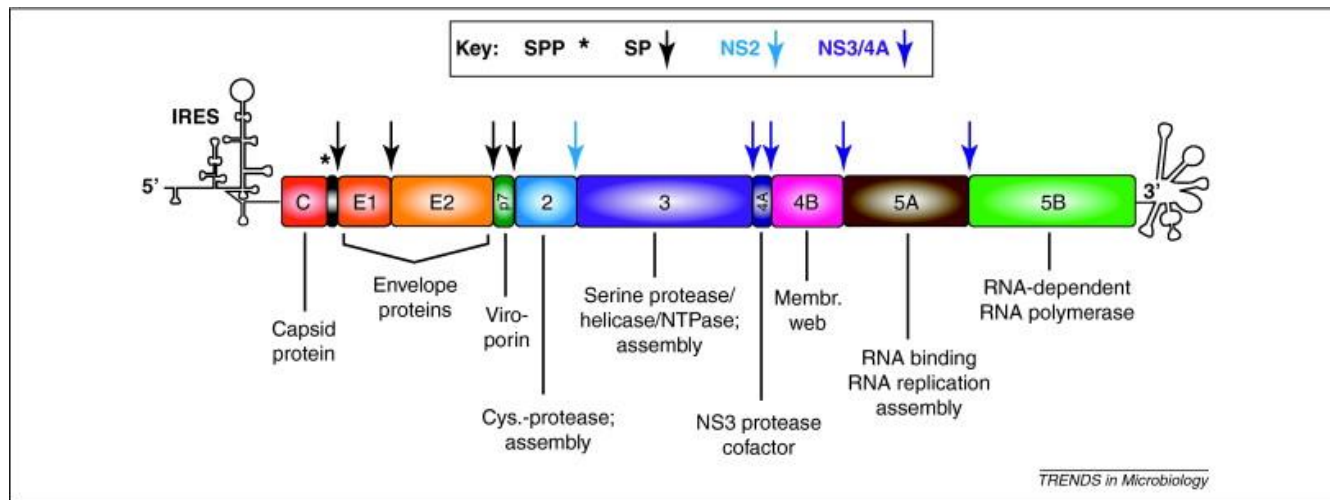 Key: SPP * SP NS2 NS3/4A
IRES
*
5'
C E1 E2 p7 2 3 4A 4B 5A 5B
3'
Capsid
protein
Envelope
proteins
Viro-
porin
Cys.-protease;
assembly
Serine protease/
helicase/NTPase;
assembly
NS3 protease
cofactor
Membr.
web
RNA binding
RNA replication
assembly
RNA-dependent
RNA polymerase
TRENDS in Microbiology